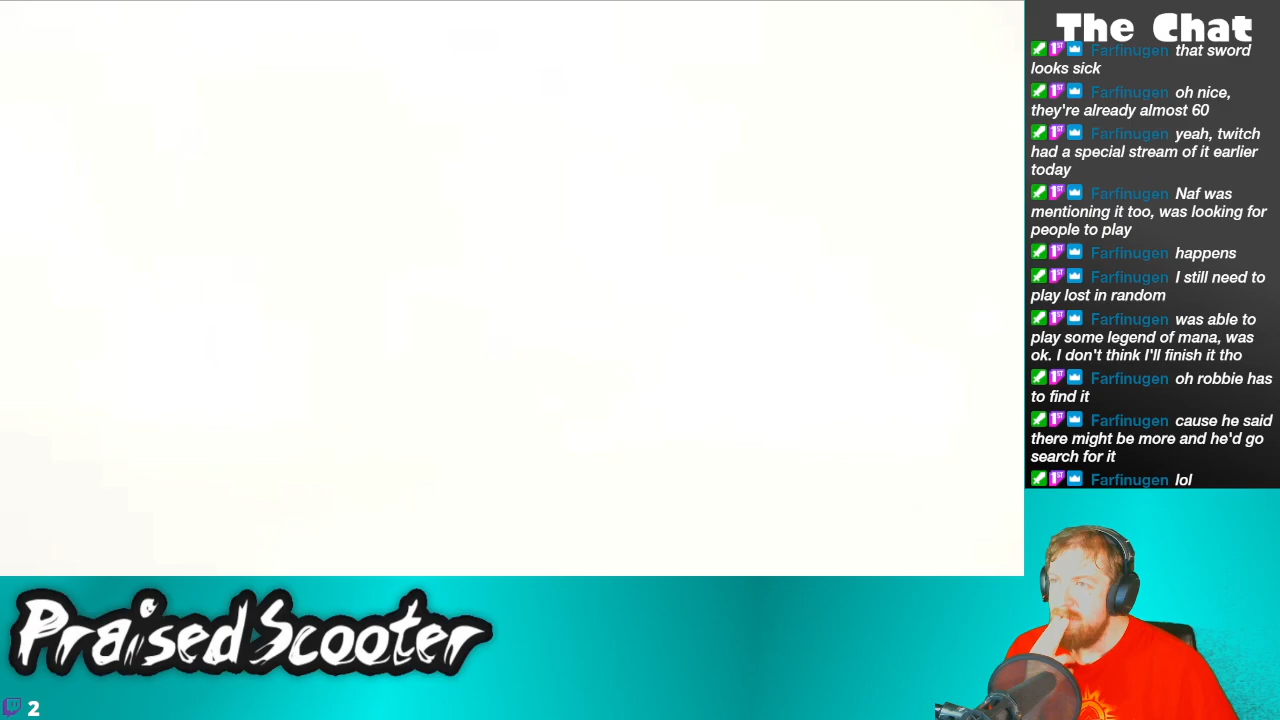 The Chat
Farfinugen that sword
looks sick
Farfinugen oh nice,
they're already almost 60
Farfinugen yeah, twitch
had a special stream of it earlier
today
Farfinugen Naf was
mentioning it too, was looking for
people to play
Farfinugen happens
Farfinugen I still need to
play lost in random
Farfinugen was able to
play some legend of mana, was
ok. I don't think I'll finish it tho
Farfinugen oh robbie has
to find it
Farfinugen cause he said
there might be more and he'd go
search for it
Farfinugen lol
PraisedScooter
2